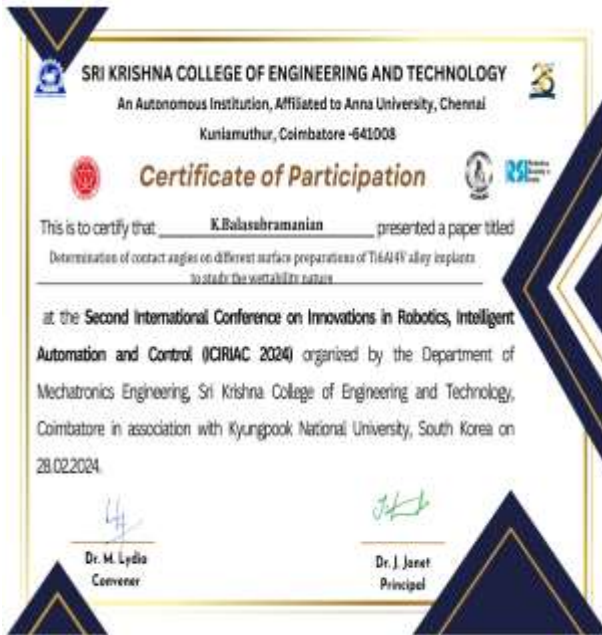 SRI KRISHNA COLLEGE OF ENGINEERING AND TECHNOLOGY
An Autonomous Institution, Affiliated to Anna University, Chennai
Kuniamuthur, Coimbatore -641008
Certificate of Participation
This is to certify that K.Balasubramanian presented a paper titled
Determination of contact angles on different surface preparations of Ti6Al4V alloy implants
to study the wettability nature
at the Second International Conference on Innovations in Robotics, Intelligent
Automation and Control (ICIRIAC 2024) organized by the Department of
Mechatronics Engineering, Sri Krishna College of Engineering and Technology,
Coimbatore in association with Kyungpook National University, South Korea on
28.02.2024.
Dr. M. Lydia
Convener
Dr. J. Janet
Principal